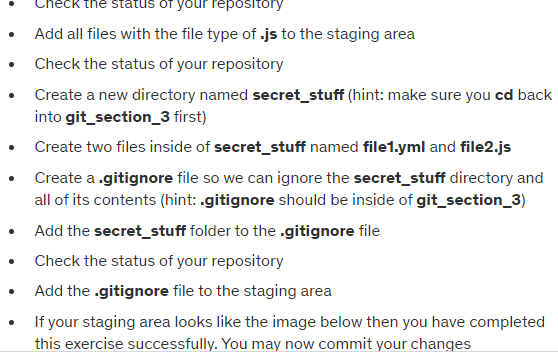 Check the status of your repository
Add all files with the file type of .js to the staging area
Check the status of your repository
Create a new directory named secret_stuff (hint: make sure you cd back
into git_section_3 first)
Create two files inside of secret_stuff named file1.yml and file2.js
Create a .gitignore file so we can ignore the secret_stuff directory and
all of its contents (hint: .gitignore should be inside of git_section_3)
Add the secret_stuff folder to the .gitignore file
Check the status of your repository
Add the .gitignore file to the staging area
If your staging area looks like the image below then you have completed
this exercise successfully. You may now commit your changes